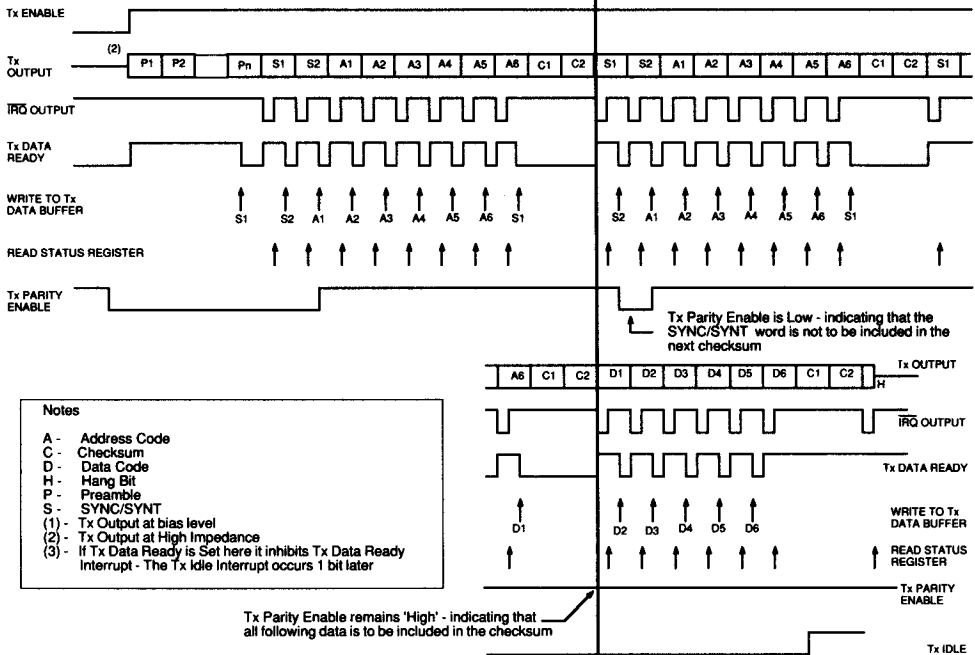 Tx ENABLE
(2)
Tx OUTPUT
P1 P2 Pn S1 S2 A1 A2 A3 A4 A5 A6 C1 C2 S1 S2 A1 A2 A3 A4 A5 A6 C1 C2 S1
IRQ OUTPUT
Tx DATA READY
WRITE TO Tx DATA BUFFER
S1 S2 A1 A2 A3 A4 A5 A6 S1 S2 A1 A2 A3 A4 A5 A6 S1
READ STATUS REGISTER
Tx PARITY ENABLE
Tx Parity Enable is Low - indicating that the
SYNC/SYNT word is not to be included in the
next checksum
A6 C1 C2 D1 D2 D3 D4 D5 D6 C1 C2
Tx OUTPUT
H
IRQ OUTPUT
Tx DATA READY
WRITE TO Tx
DATA BUFFER
D1 D2 D3 D4 D5 D6
READ STATUS
REGISTER
Tx PARITY
ENABLE
Tx IDLE
Notes
A - Address Code
C - Checksum
D - Data Code
H - Hang Bit
P - Preamble
S - SYNC/SYNT
(1) - Tx Output at bias level
(2) - Tx Output at High Impedance
(3) - If Tx Data Ready is Set here it inhibits Tx Data Ready
Interrupt - The Tx Idle Interrupt occurs 1 bit later
Tx Parity Enable remains 'High' - indicating that
all following data is to be included in the checksum